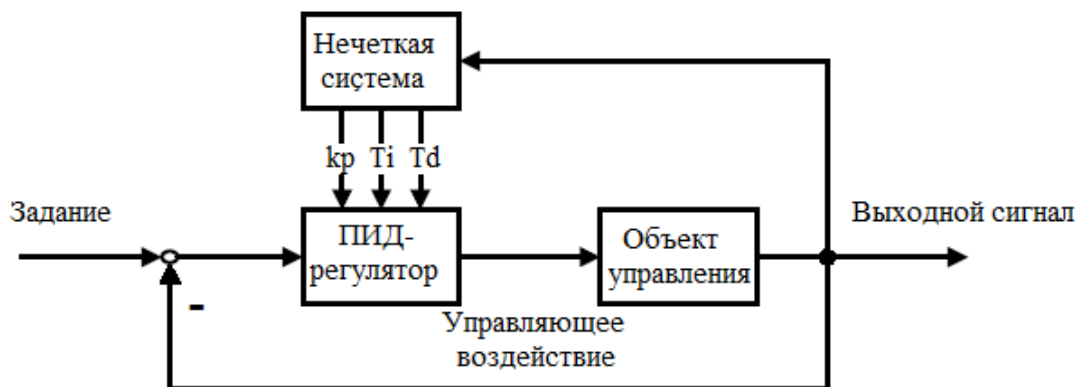 Нечеткая
система
kp Ti Td
Задание
ПИД-
регулятор
Объект
управления
Выходной сигнал
-
Управляющее
воздействие